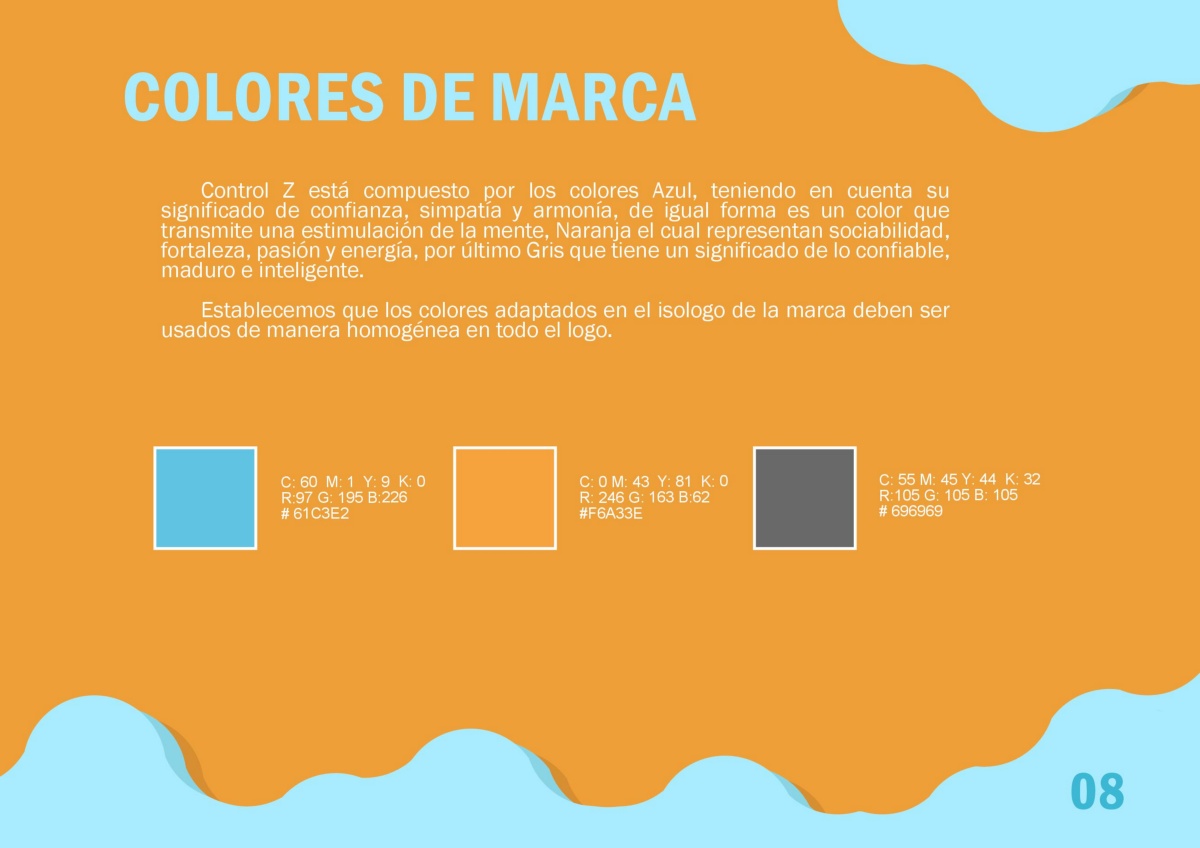 COLORES DE MARCA
Control Z está compuesto por los colores Azul, teniendo en cuenta su
significado de confianza, simpatía y armonía, de igual forma es un color que
transmite una estimulación de la mente, Naranja el cual representan sociabilidad,
fortaleza, pasión y energía, por último Gris que tiene un significado de lo confiable,
maduro e inteligente.
Establecemos que los colores adaptados en el isologo de la marca deben ser
usados de manera homogénea en todo el logo.
C: 60 M: 1 Y: 9 K: 0
R:97 G: 195 B:226
# 61C3E2
C: 0 M: 43 Y: 81 K: 0
R: 246 G: 163 B:62
#F6A33E
C: 55 M: 45 Y: 44 K: 32
R:105 G: 105 B: 105
# 696969
08